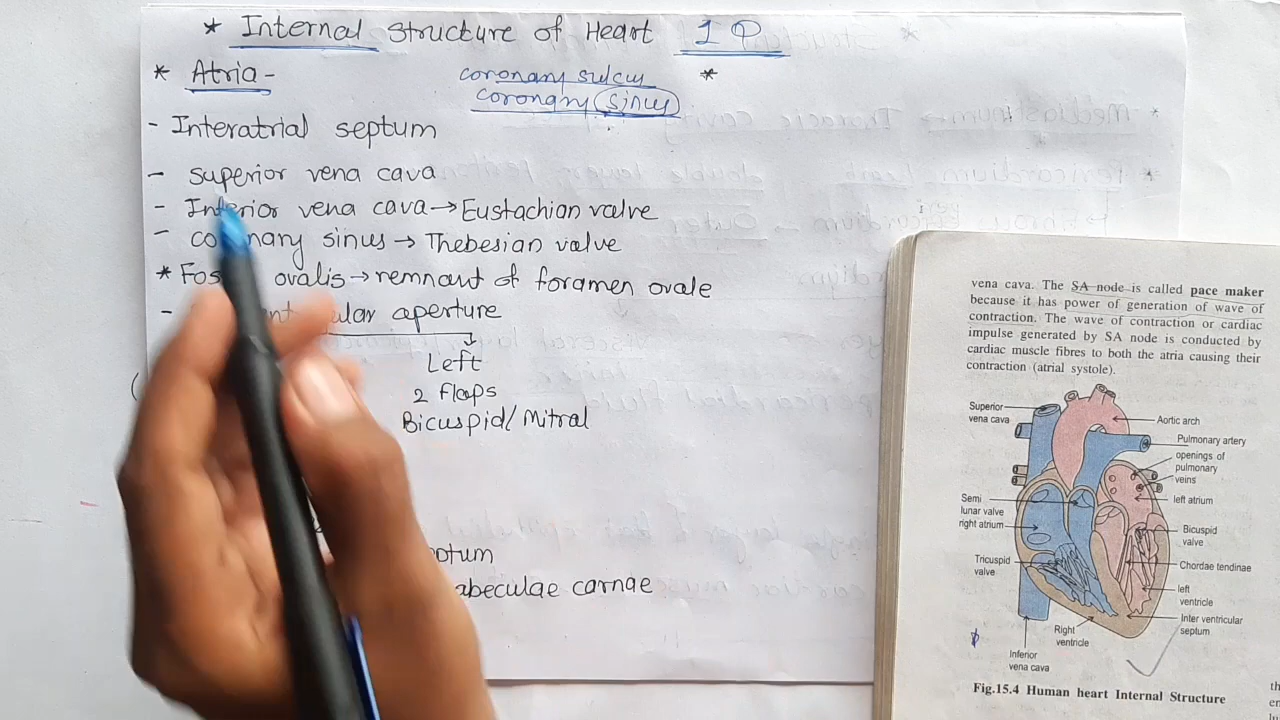 * Internal Structure of Heart 1 P
* Atria-
coronary sulcus *
coronary sinus
- Interatrial septum
- superior vena cava
- Inferior vena cava → Eustachian valve
- coronary sinus → Thebesian valve
* ovalis → remnant of foramen ovale
- aperture
Left
2 flaps
Bicuspid/Mitral
carnae
vena cava. The SA node is called pace maker
because it has power of generation of wave of
contraction. The wave of contraction or cardiac
impulse generated by SA node is conducted by
cardiac muscle fibres to both the atria causing their
contraction (atrial systole).
Superior
vena cava
Aortic arch
Pulmonary artery
openings of
pulmonary
veins
Semi
lunar valve
left atrium
right atrium
Bicuspid
valve
Tricuspid
valve
Chordae tendinae
left
ventricle
Inter ventricular
septum
Right
ventricle
Inferior
vena cava
Fig.15.4 Human heart Internal Structure